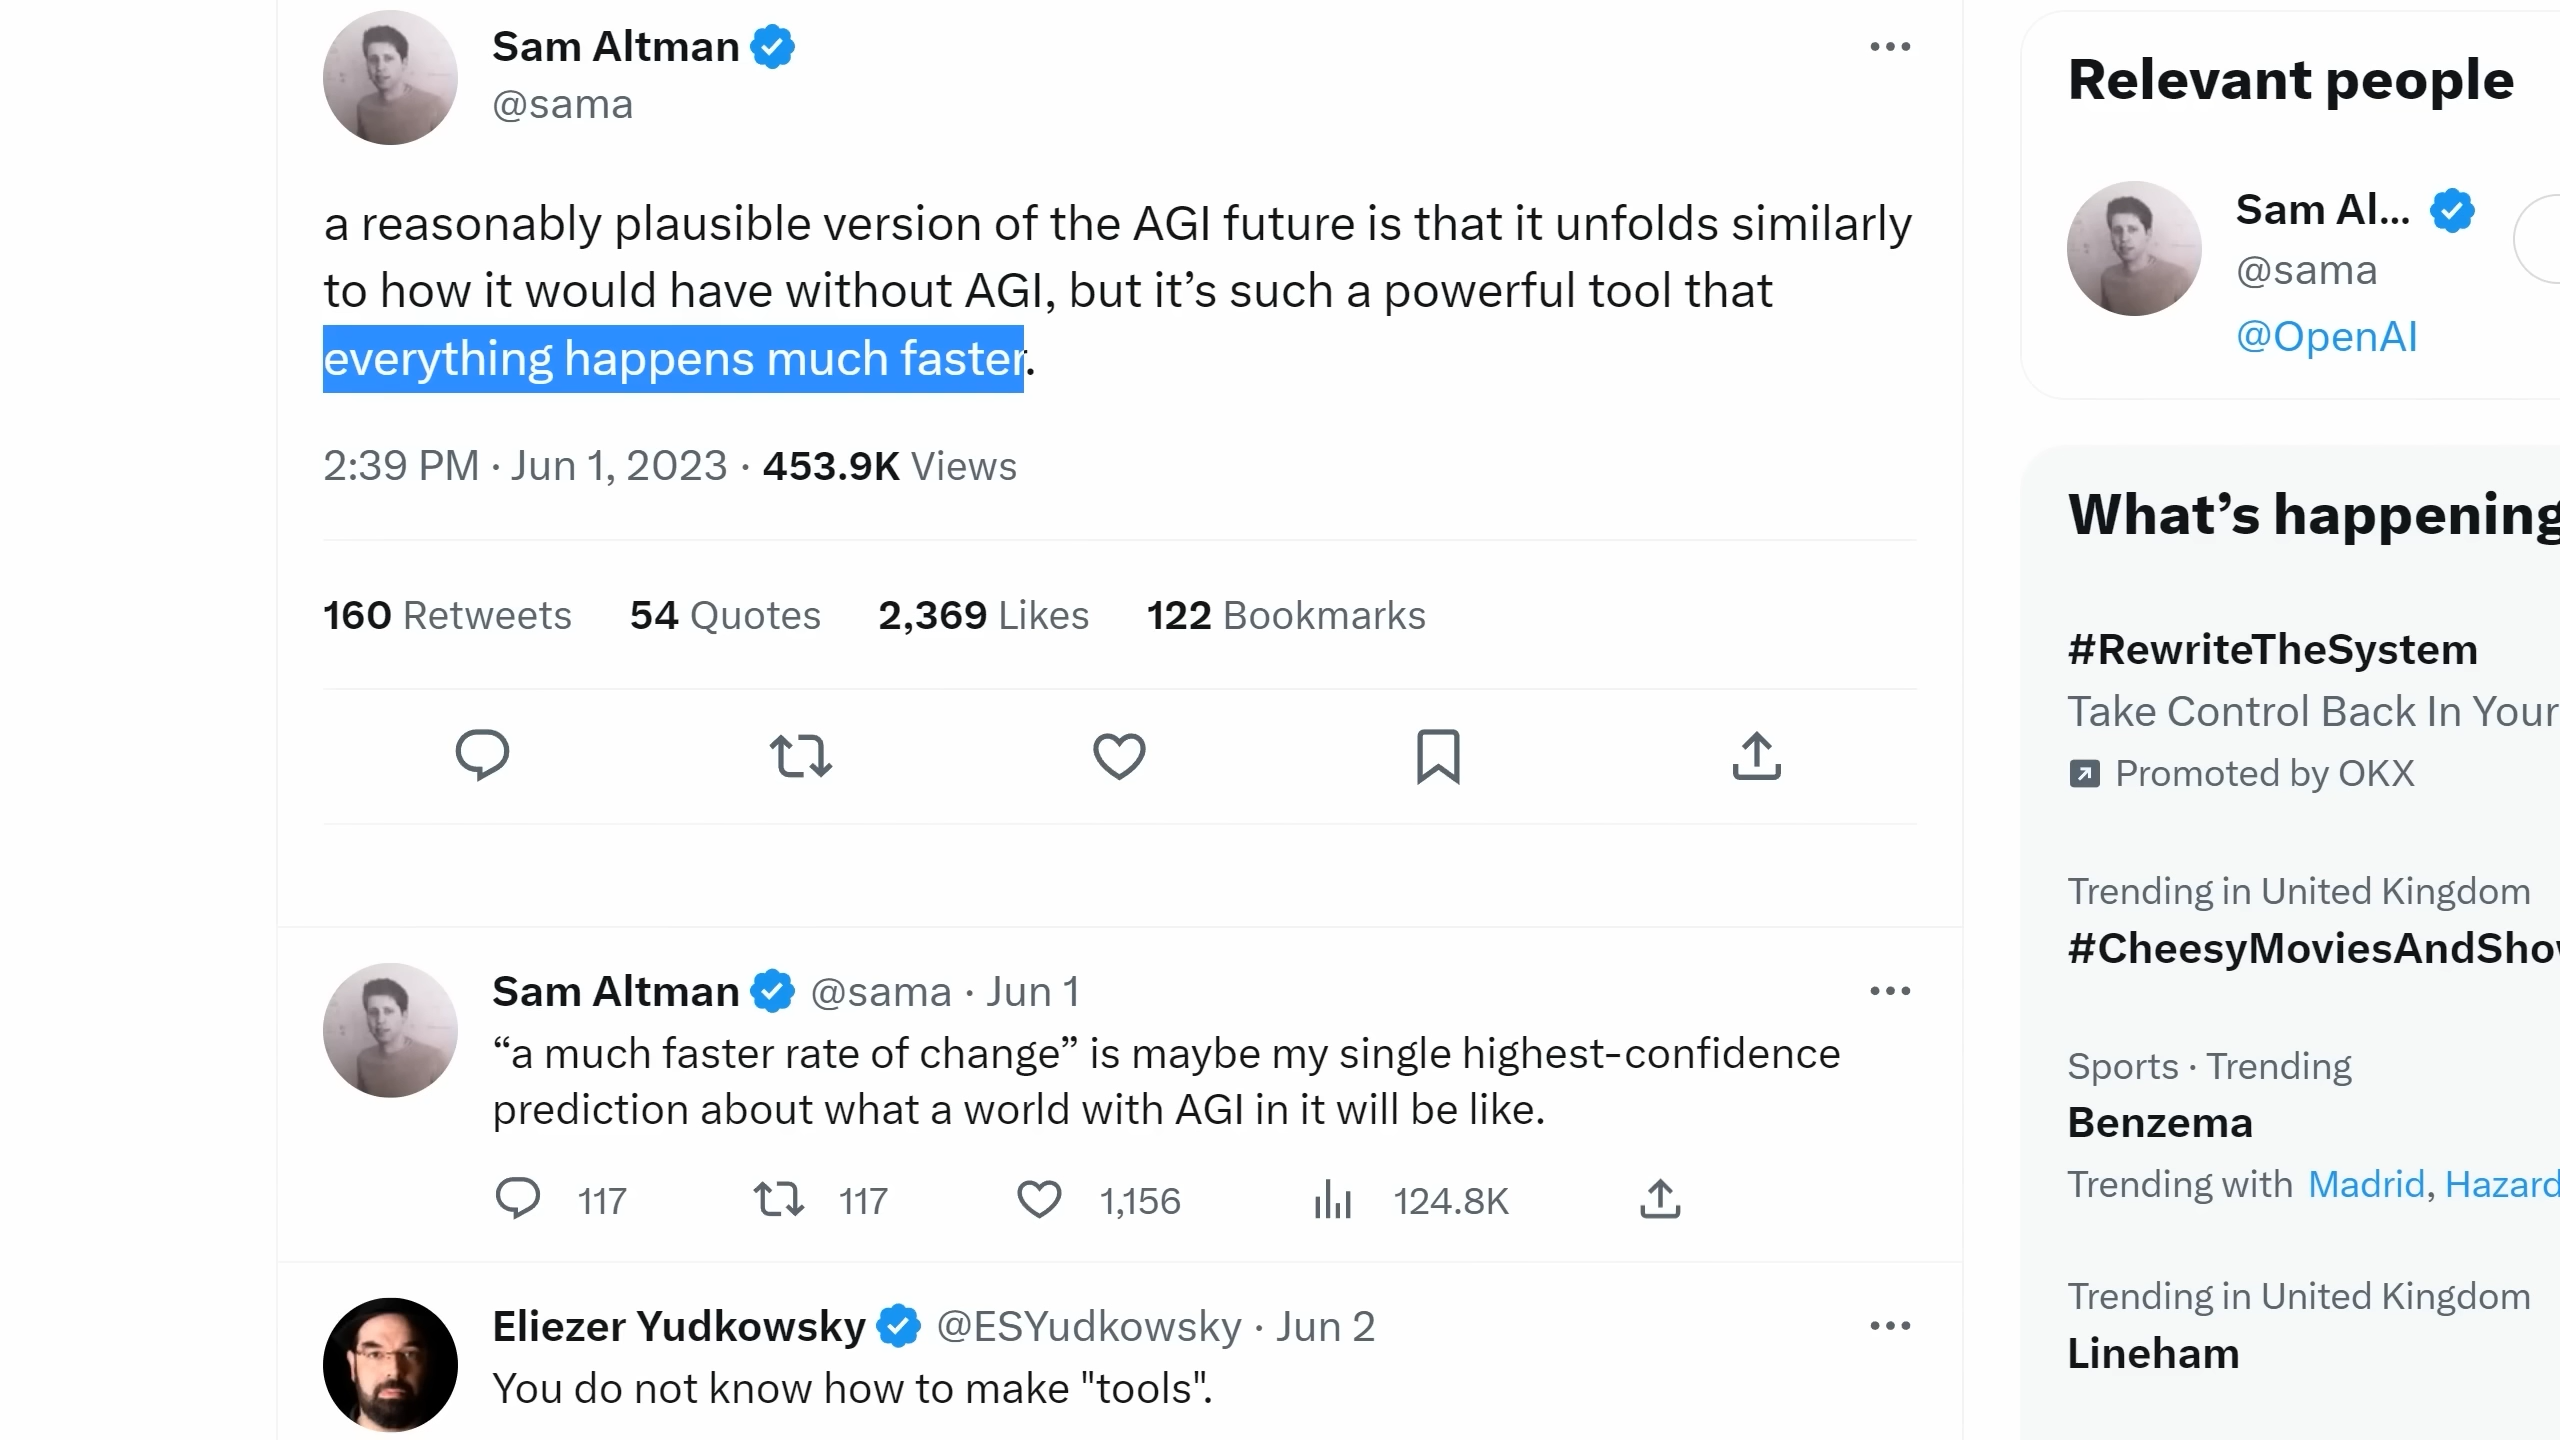 Sam Altman
@sama
a reasonably plausible version of the AGI future is that it unfolds similarly
to how it would have without AGI, but it’s such a powerful tool that
everything happens much faster.
2:39 PM · Jun 1, 2023 · 453.9K Views
160 Retweets 54 Quotes 2,369 Likes 122 Bookmarks
Sam Altman @sama · Jun 1
“a much faster rate of change” is maybe my single highest-confidence
prediction about what a world with AGI in it will be like.
117 117 1,156 124.8K
Eliezer Yudkowsky @ESYudkowsky · Jun 2
You do not know how to make "tools".
Relevant people
Sam Al...
@sama
@OpenAI
What’s happening
#RewriteTheSystem
Take Control Back In Your
Promoted by OKX
Trending in United Kingdom
#CheesyMoviesAndShow
Sports · Trending
Benzema
Trending with Madrid, Hazard
Trending in United Kingdom
Lineham